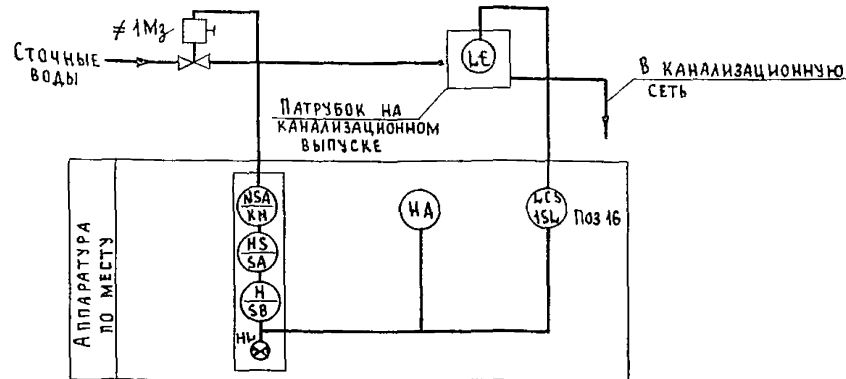 ≠ 1М3
Сточные
воды
LE
В канализационную
сеть
Патрубок на
канализационном
выпуске
Аппаратура
по месту
NSA
КН
HS
SA
H
SB
HL
HA
LCS
1SL
Поз 16